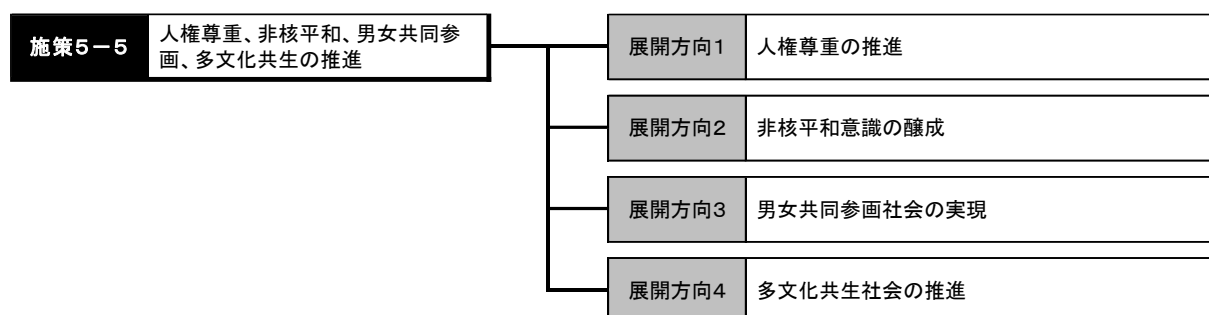 施策5-5
人権尊重、非核平和、男女共同参
画、多文化共生の推進
展開方向1 人権尊重の推進
展開方向2 非核平和意識の醸成
展開方向3 男女共同参画社会の実現
展開方向4 多文化共生社会の推進